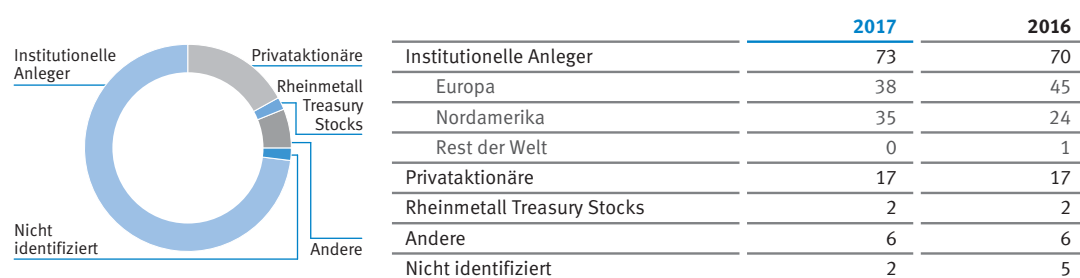 Institutionelle
Anleger
Privataktionäre
Rheinmetall
Treasury
Stocks
Nicht
identifiziert
Andere
2017 2016
Institutionelle Anleger 73 70
Europa 38 45
Nordamerika 35 24
Rest der Welt 0 1
Privataktionäre 17 17
Rheinmetall Treasury Stocks 2 2
Andere 6 6
Nicht identifiziert 2 5